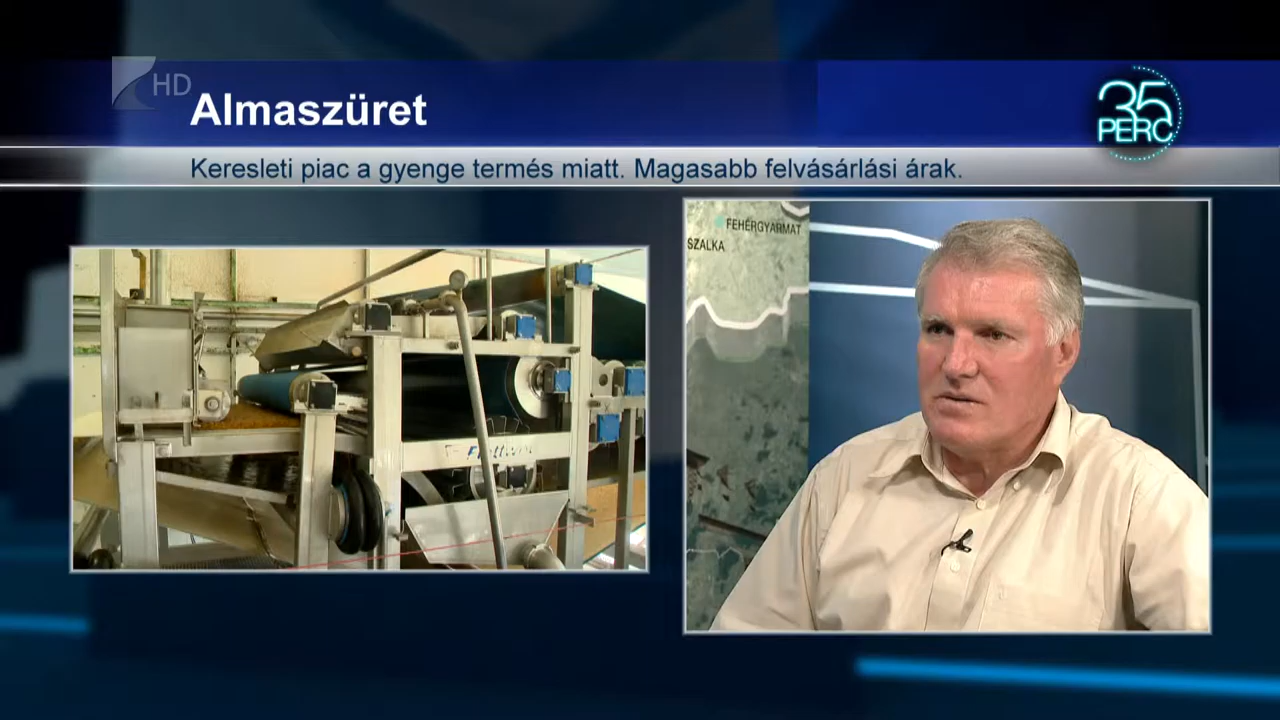 HD
Almaszüret
35
PERC
Keresleti piac a gyenge termés miatt. Magasabb felvásárlási árak.
FEHÉRGYARMAT
SZALKA